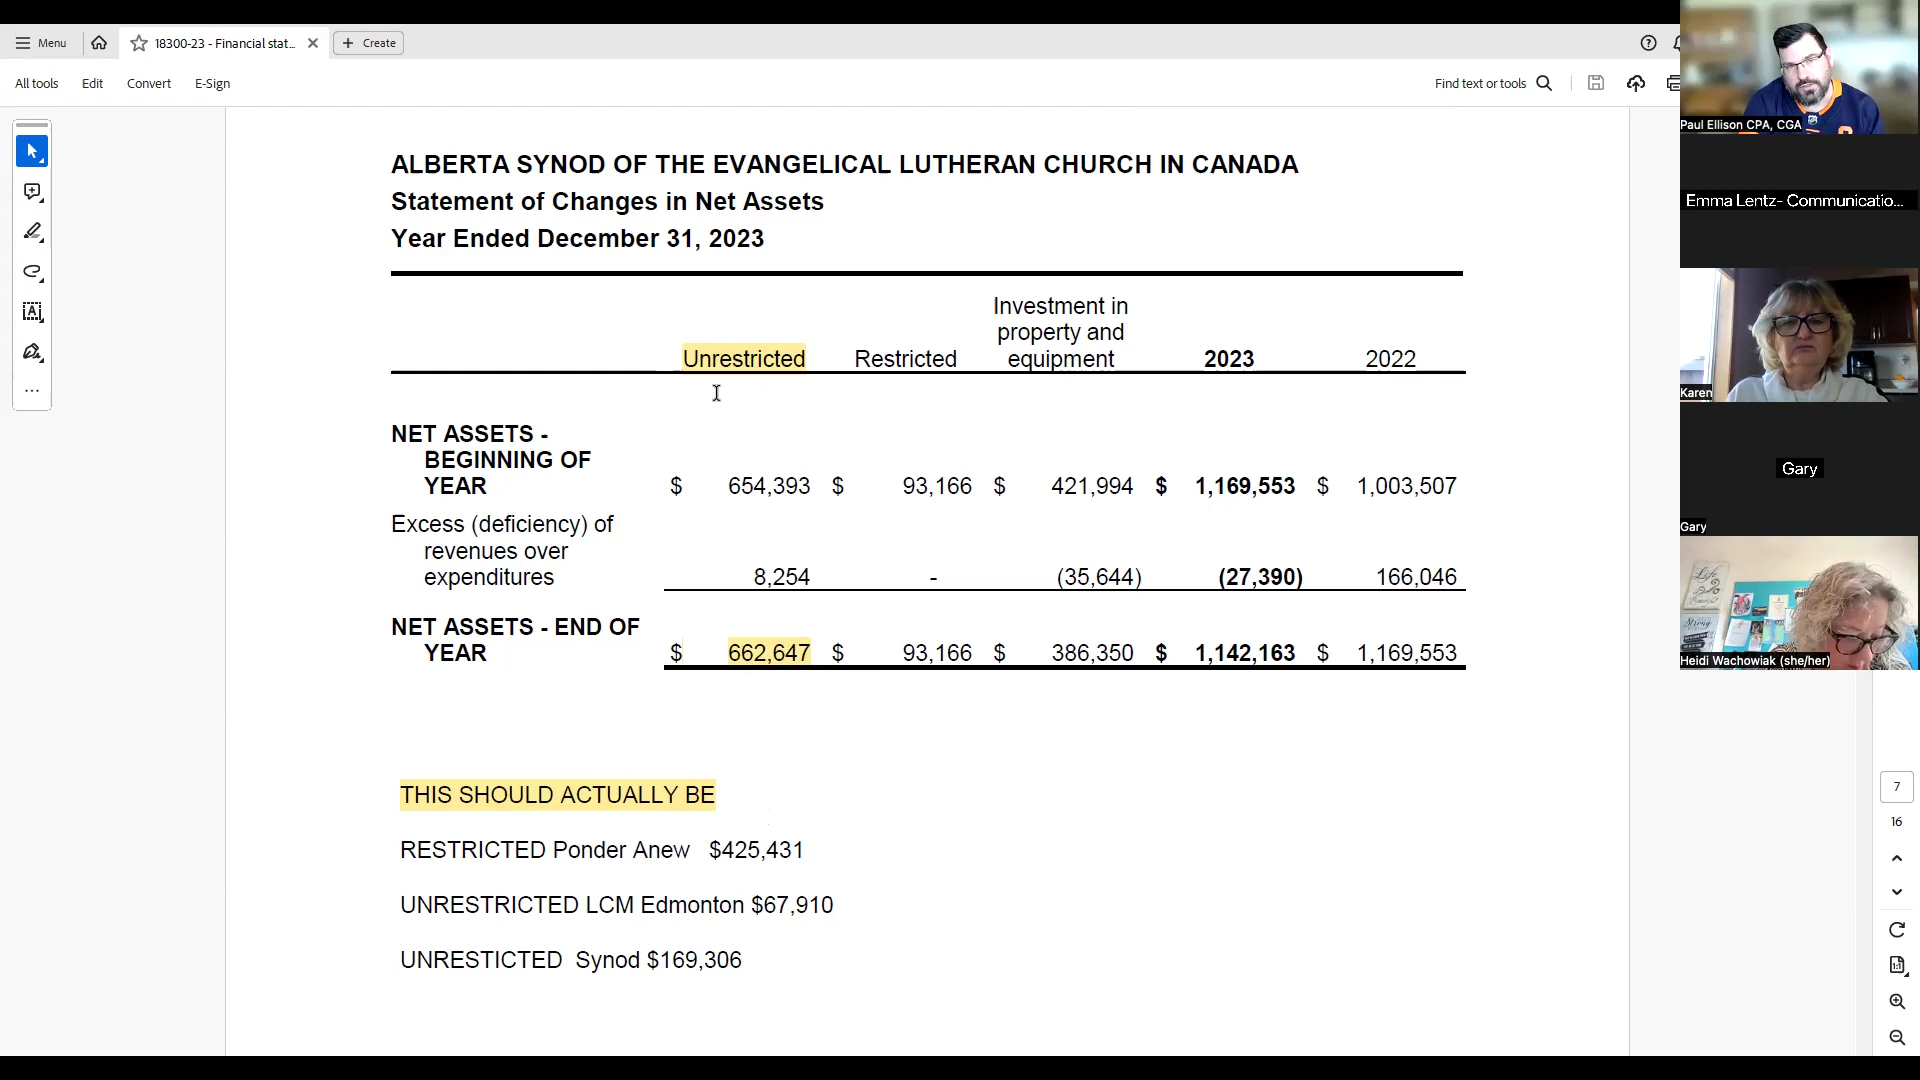 Menu
18300-23 - Financial stat...
Create
All tools
Edit
Convert
E-Sign
Find text or tools
ALBERTA SYNOD OF THE EVANGELICAL LUTHERAN CHURCH IN CANADA
Statement of Changes in Net Assets
Year Ended December 31, 2023
Investment in
property and
Unrestricted Restricted equipment 2023 2022
NET ASSETS -
BEGINNING OF
YEAR $ 654,393 $ 93,166 $ 421,994 $ 1,169,553 $ 1,003,507
Excess (deficiency) of
revenues over
expenditures 8,254 - (35,644) (27,390) 166,046
NET ASSETS - END OF
YEAR $ 662,647 $ 93,166 $ 386,350 $ 1,142,163 $ 1,169,553
THIS SHOULD ACTUALLY BE
RESTRICTED Ponder Anew $425,431
UNRESTRICTED LCM Edmonton $67,910
UNRESTICTED Synod $169,306
Paul Ellison CPA, CGA
Emma Lentz- Communicatio...
Karen
Gary
Gary
Heidi Wachowiak (she/her)
7
16